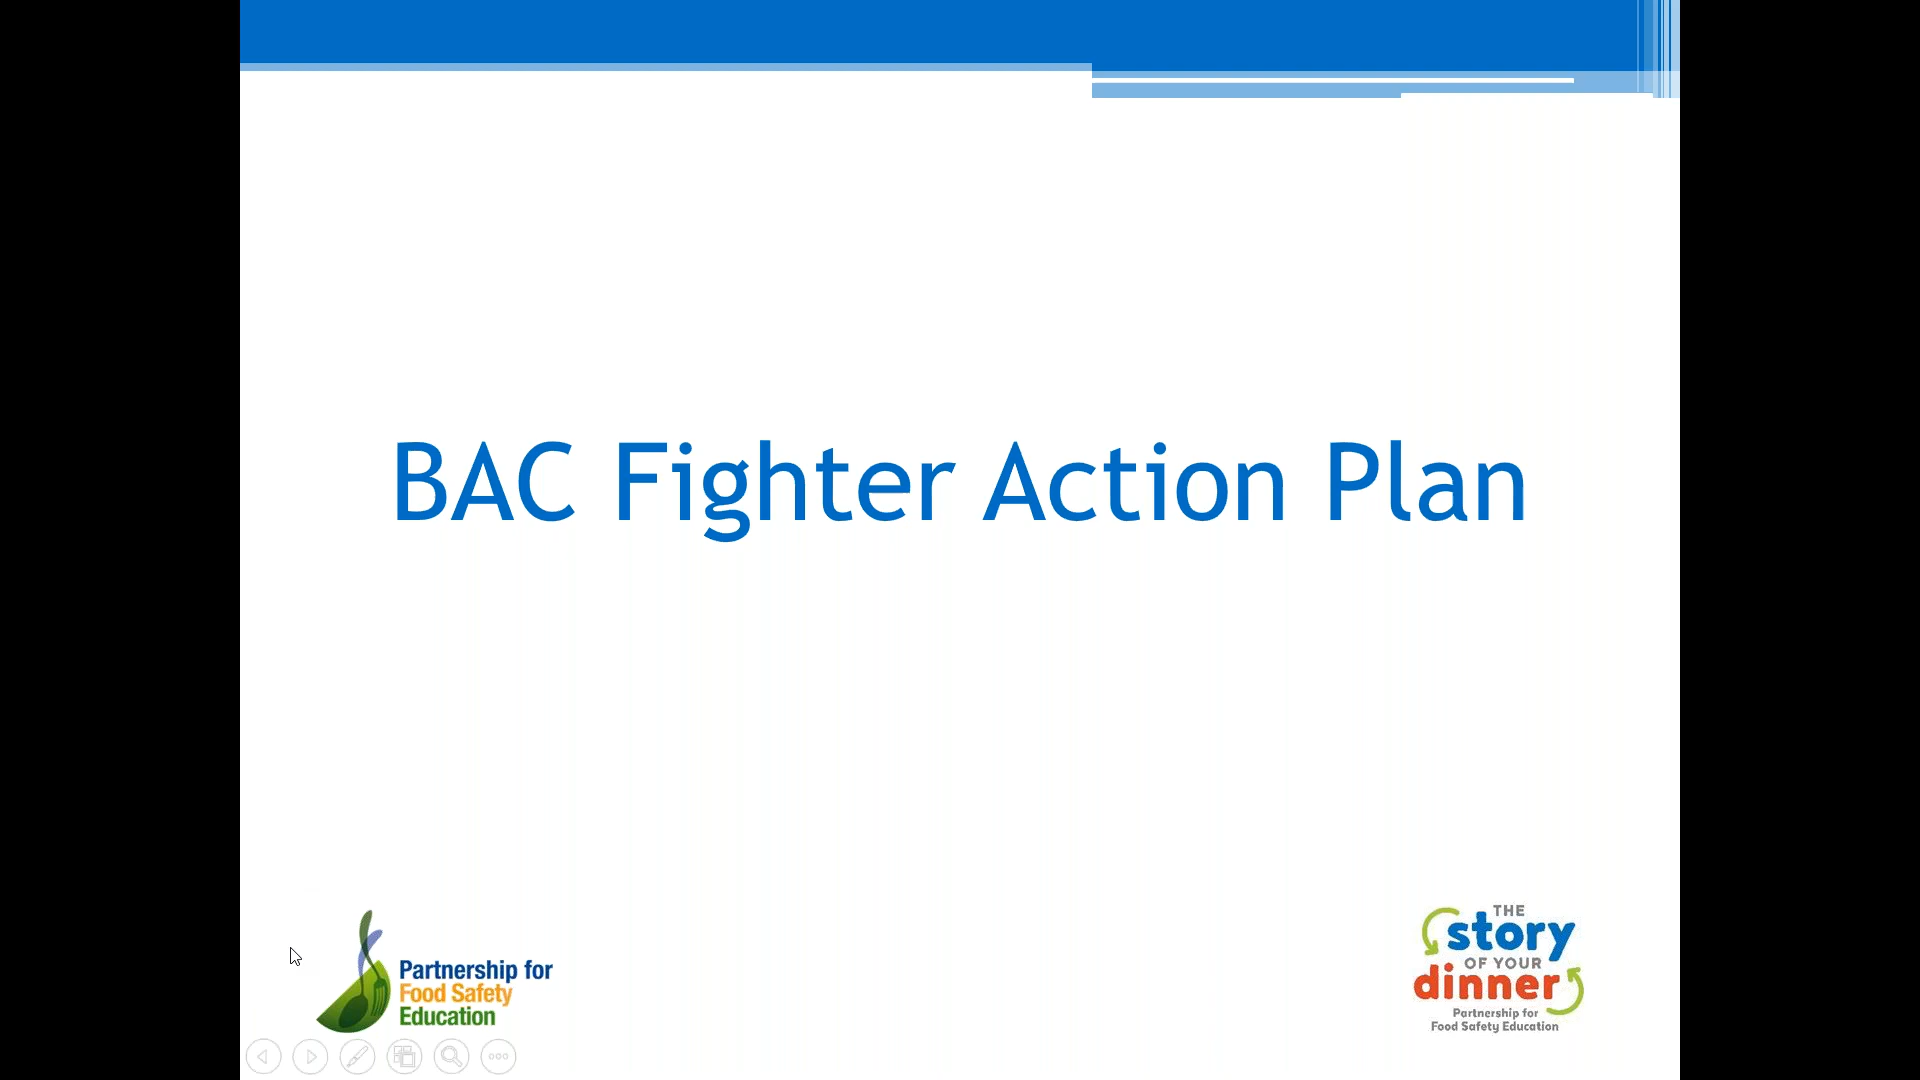 BAC Fighter Action Plan
Partnership for
Food Safety
Education
THE
story
OF YOUR
dinner
Partnership for
Food Safety Education